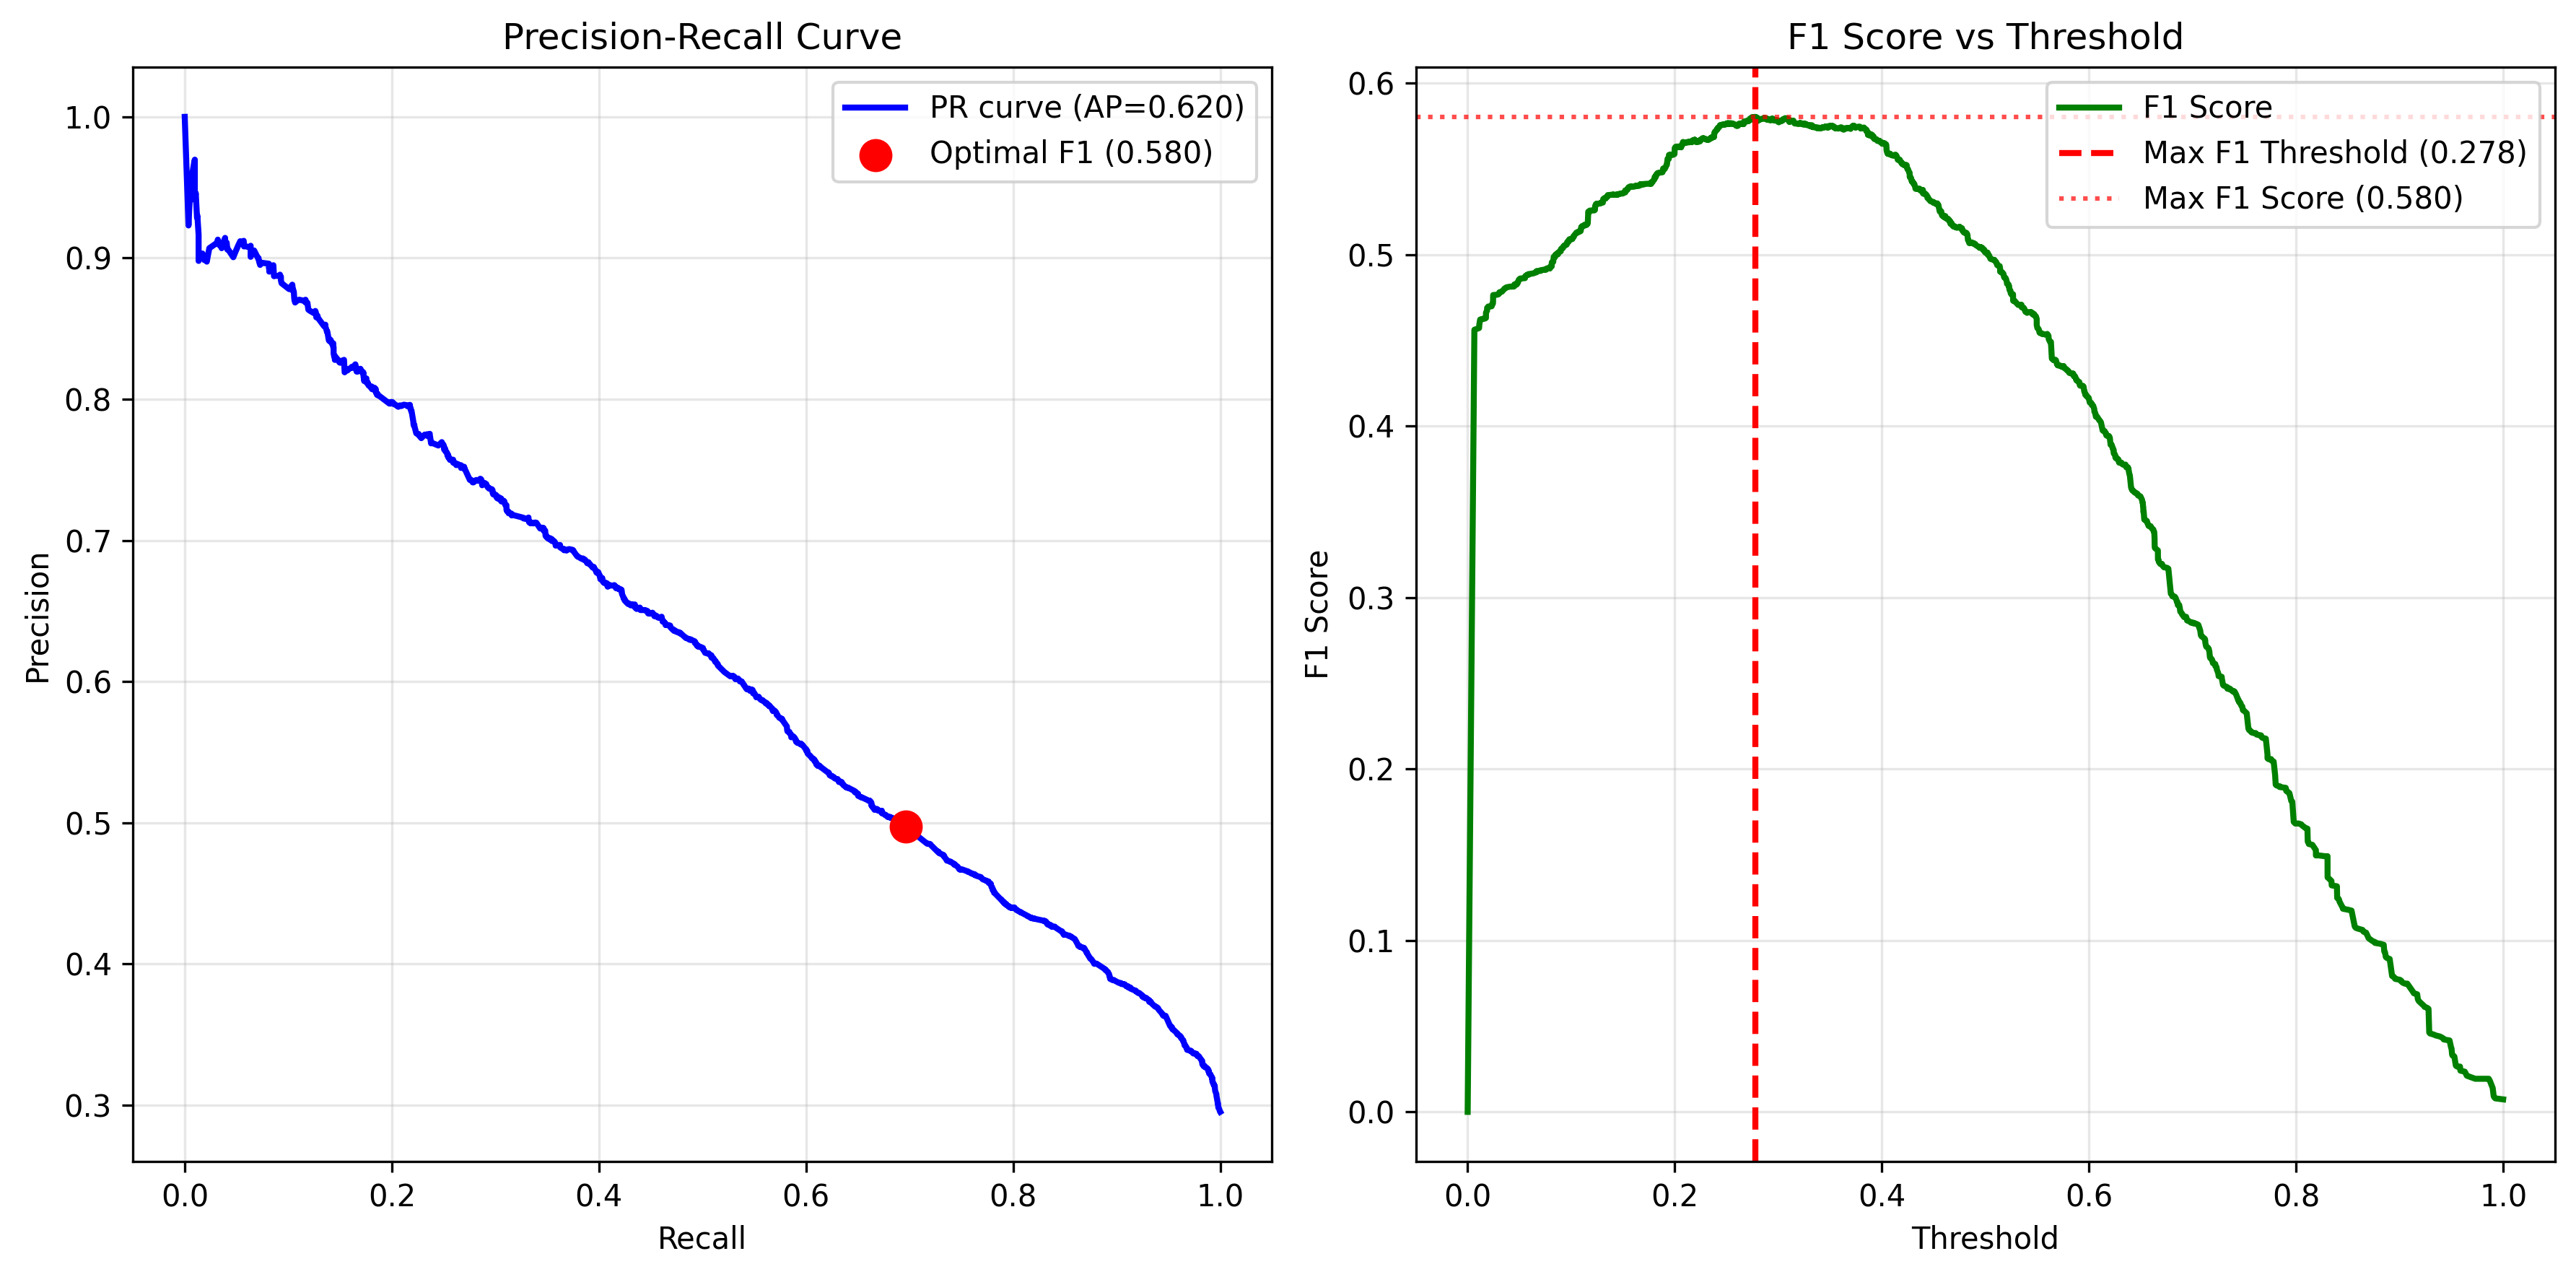 Precision-Recall Curve
PR curve (AP=0.620)
Optimal F1 (0.580)
Precision
1.0
0.9
0.8
0.7
0.6
0.5
0.4
0.3
0.0 0.2 0.4 0.6 0.8 1.0
Recall
F1 Score vs Threshold
F1 Score
Max F1 Threshold (0.278)
Max F1 Score (0.580)
F1 Score
0.6
0.5
0.4
0.3
0.2
0.1
0.0
0.0 0.2 0.4 0.6 0.8 1.0
Threshold